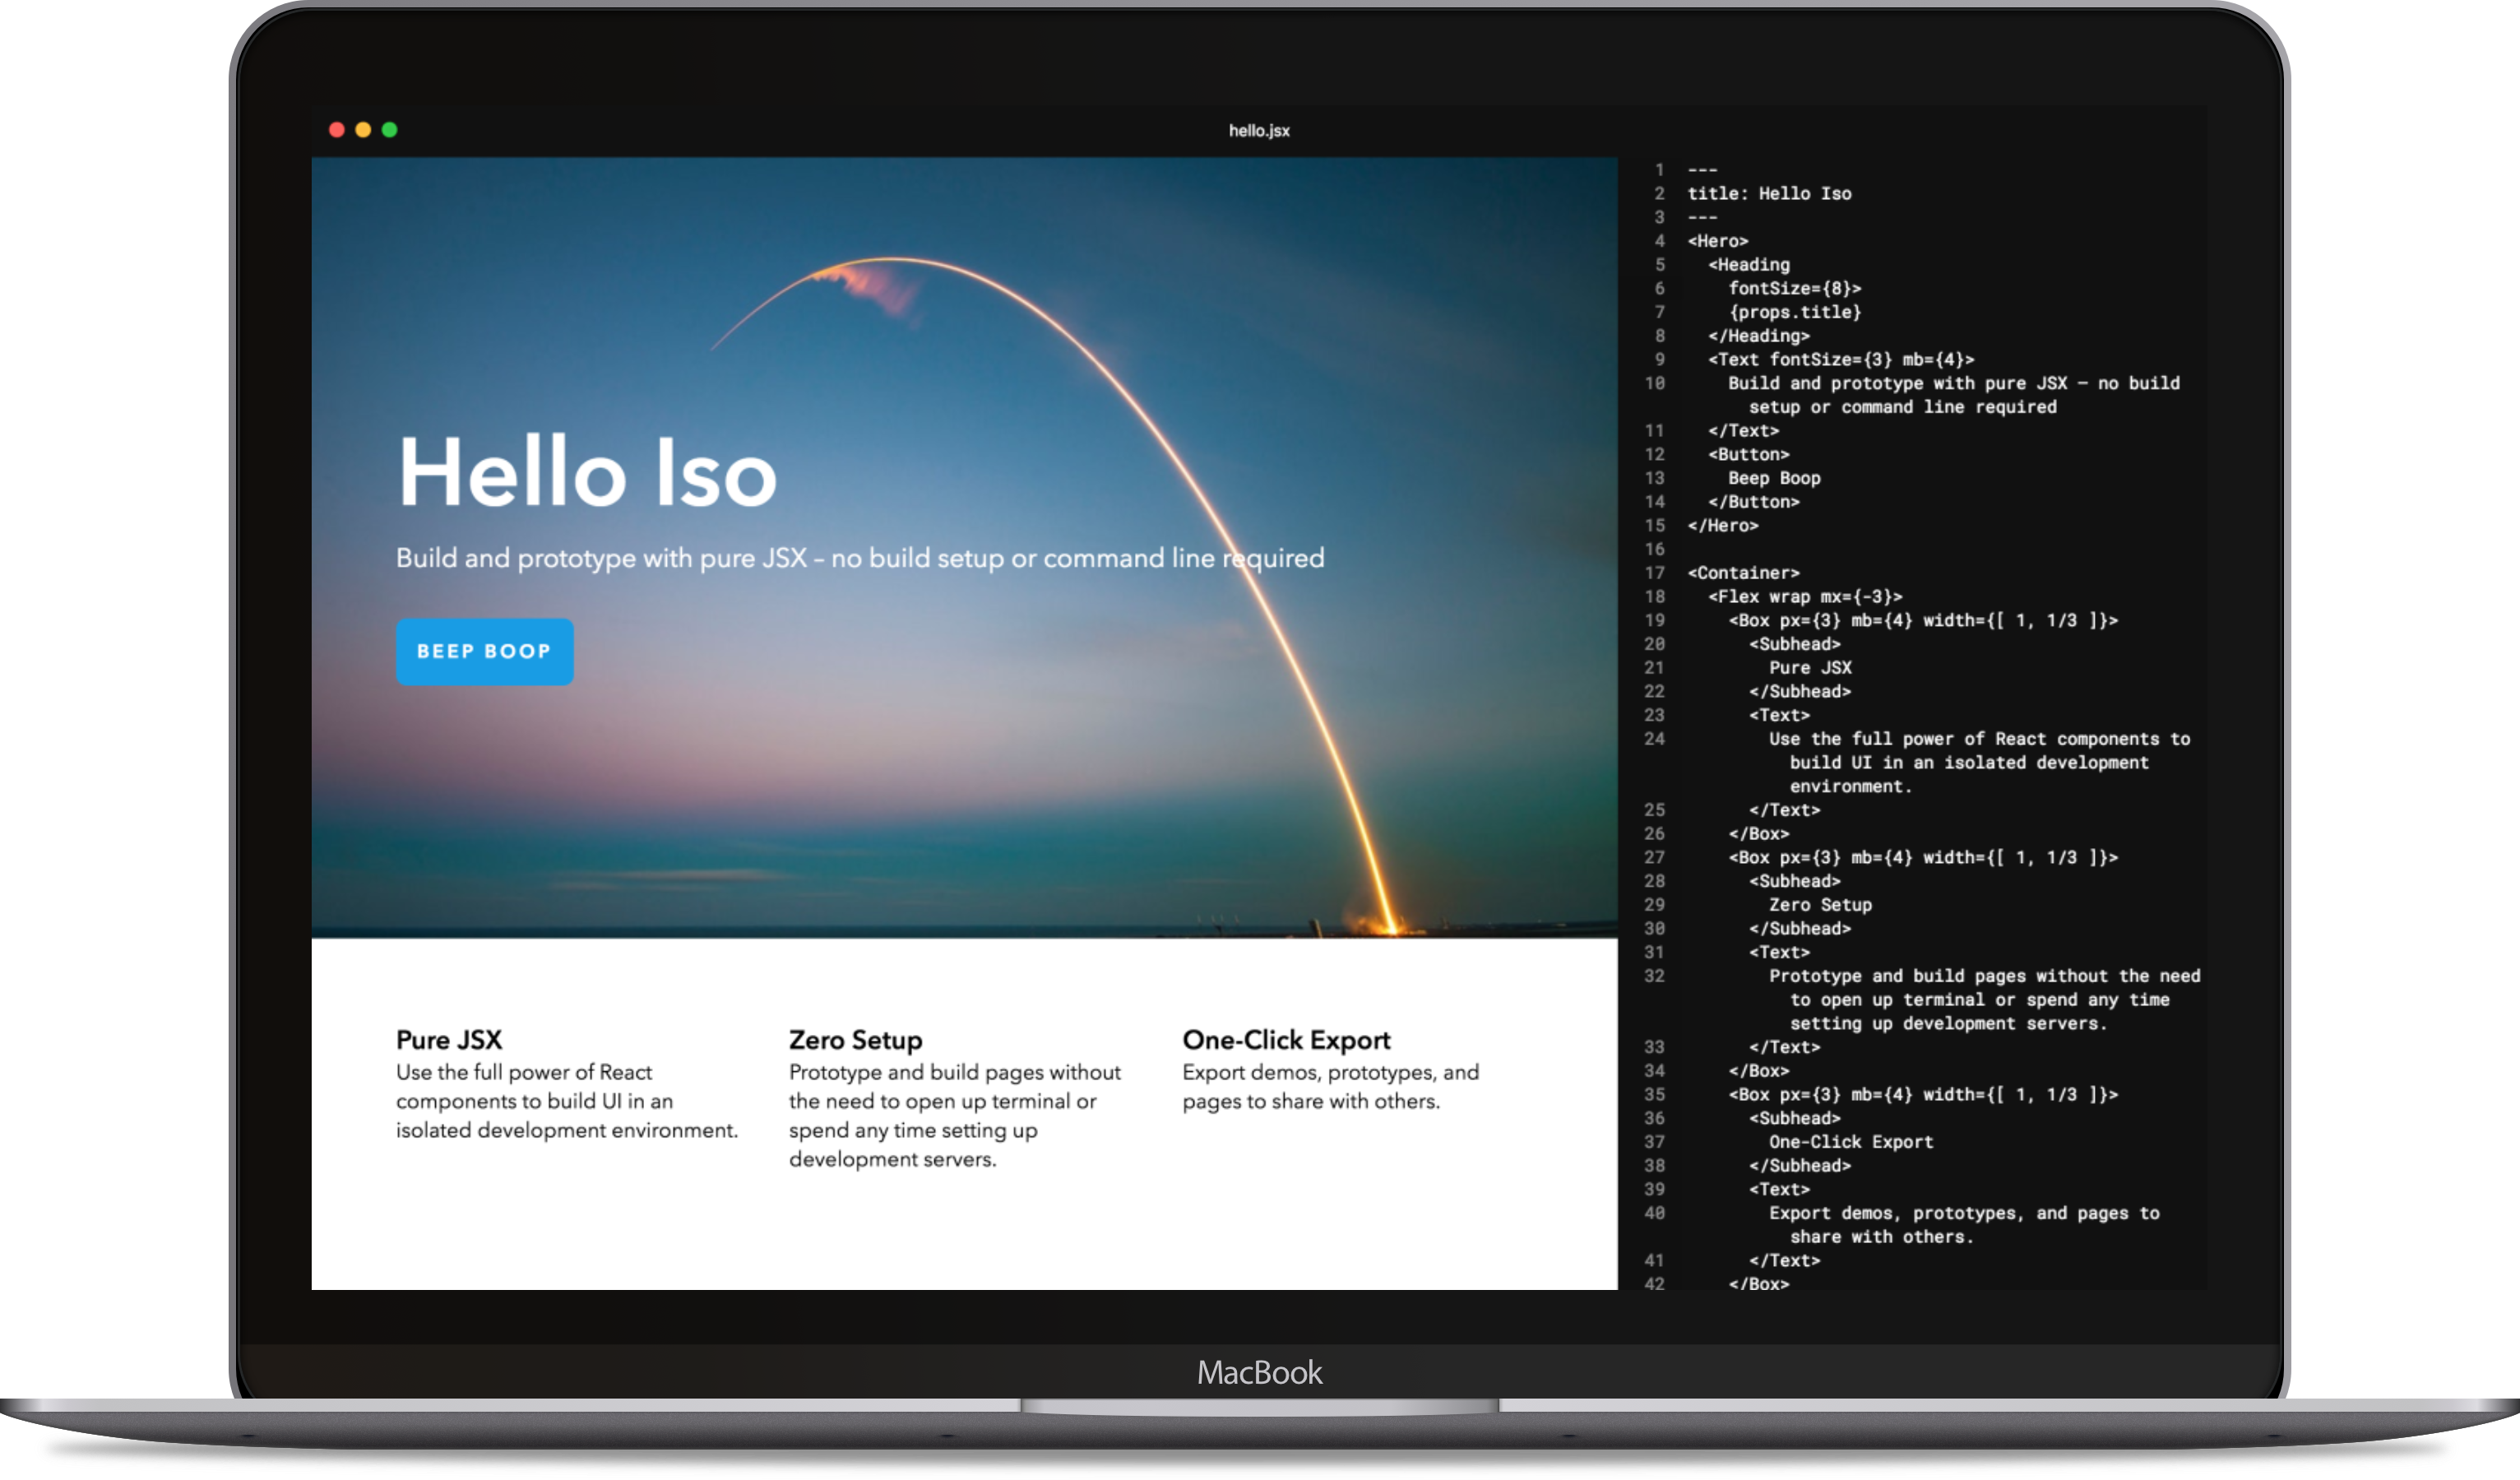 hello.jsx
Hello Iso
Build and prototype with pure JSX – no build setup or command line required
BEEP BOOP
Pure JSX
Use the full power of React
components to build UI in an
isolated development environment.
Zero Setup
Prototype and build pages without
the need to open up terminal or
spend any time setting up
development servers.
One-Click Export
Export demos, prototypes, and
pages to share with others.
1 ---
2 title: Hello Iso
3 ---
4 <Hero>
5   <Heading
6     fontSize={8}>
7     {props.title}
8   </Heading>
9   <Text fontSize={3} mb={4}>
10     Build and prototype with pure JSX – no build
setup or command line required
11   </Text>
12   <Button>
13     Beep Boop
14   </Button>
15 </Hero>
16
17 <Container>
18   <Flex wrap mx={-3}>
19     <Box px={3} mb={4} width={[ 1, 1/3 ]}>
20       <Subhead>
21         Pure JSX
22       </Subhead>
23       <Text>
24         Use the full power of React components to
build UI in an isolated development
environment.
25       </Text>
26     </Box>
27     <Box px={3} mb={4} width={[ 1, 1/3 ]}>
28       <Subhead>
29         Zero Setup
30       </Subhead>
31       <Text>
32         Prototype and build pages without the need
to open up terminal or spend any time
setting up development servers.
33       </Text>
34     </Box>
35     <Box px={3} mb={4} width={[ 1, 1/3 ]}>
36       <Subhead>
37         One-Click Export
38       </Subhead>
39       <Text>
40         Export demos, prototypes, and pages to
share with others.
41       </Text>
42     </Box>
MacBook